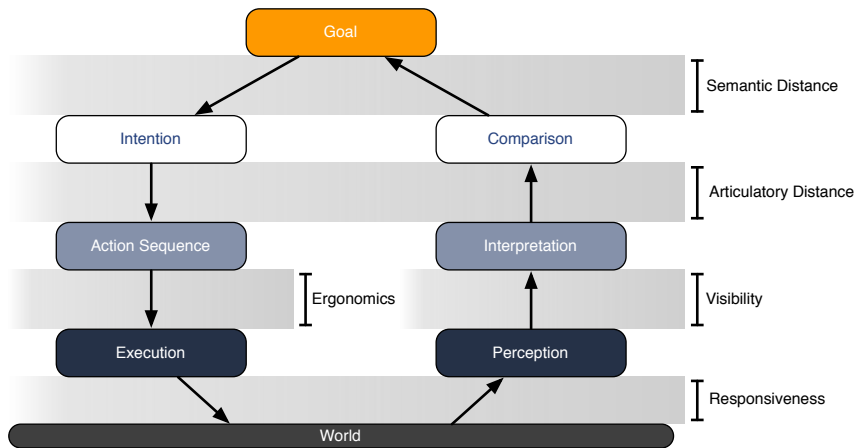 Goal
Semantic Distance
Intention
Comparison
Articulatory Distance
Action Sequence
Interpretation
Ergonomics
Visibility
Execution
Perception
Responsiveness
World